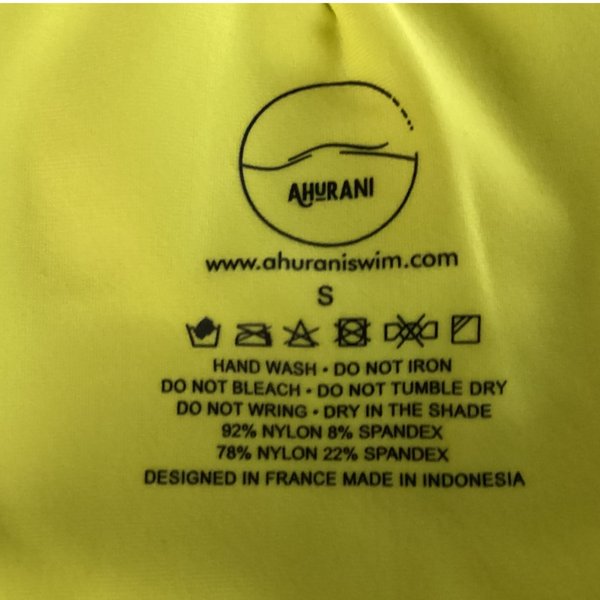 AHURANI
www.ahuraniswim.com
S
HAND WASH • DO NOT IRON
DO NOT BLEACH • DO NOT TUMBLE DRY
DO NOT WRING • DRY IN THE SHADE
92% NYLON 8% SPANDEX
78% NYLON 22% SPANDEX
DESIGNED IN FRANCE MADE IN INDONESIA